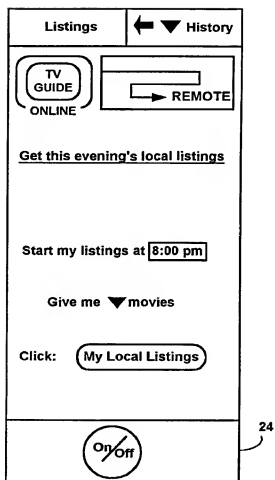 Listings
History
TV
GUIDE
ONLINE
REMOTE
Get this evening's local listings
Start my listings at 8:00 pm
Give me movies
Click: My Local Listings
On/Off
24